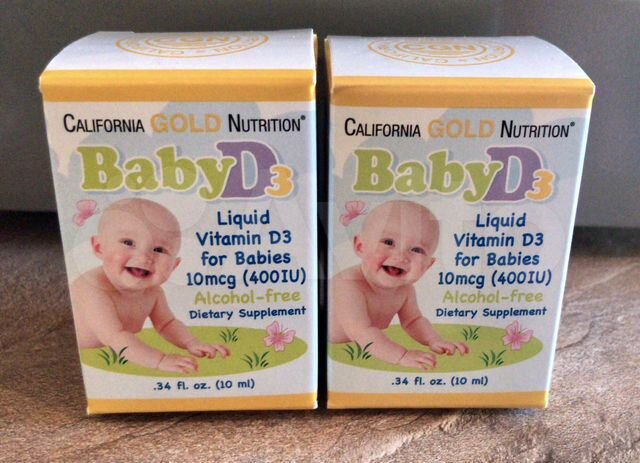 CGN
CALIFORNIA GOLD NUTRITION®
BabyD3
Liquid
Vitamin D3
for Babies
10mcg (400IU)
Alcohol-free
Dietary Supplement
.34 fl. oz. (10 ml)
CGN
CALIFORNIA GOLD NUTRITION®
BabyD3
Liquid
Vitamin D3
for Babies
10mcg (400IU)
Alcohol-free
Dietary Supplement
.34 fl. oz. (10 ml)